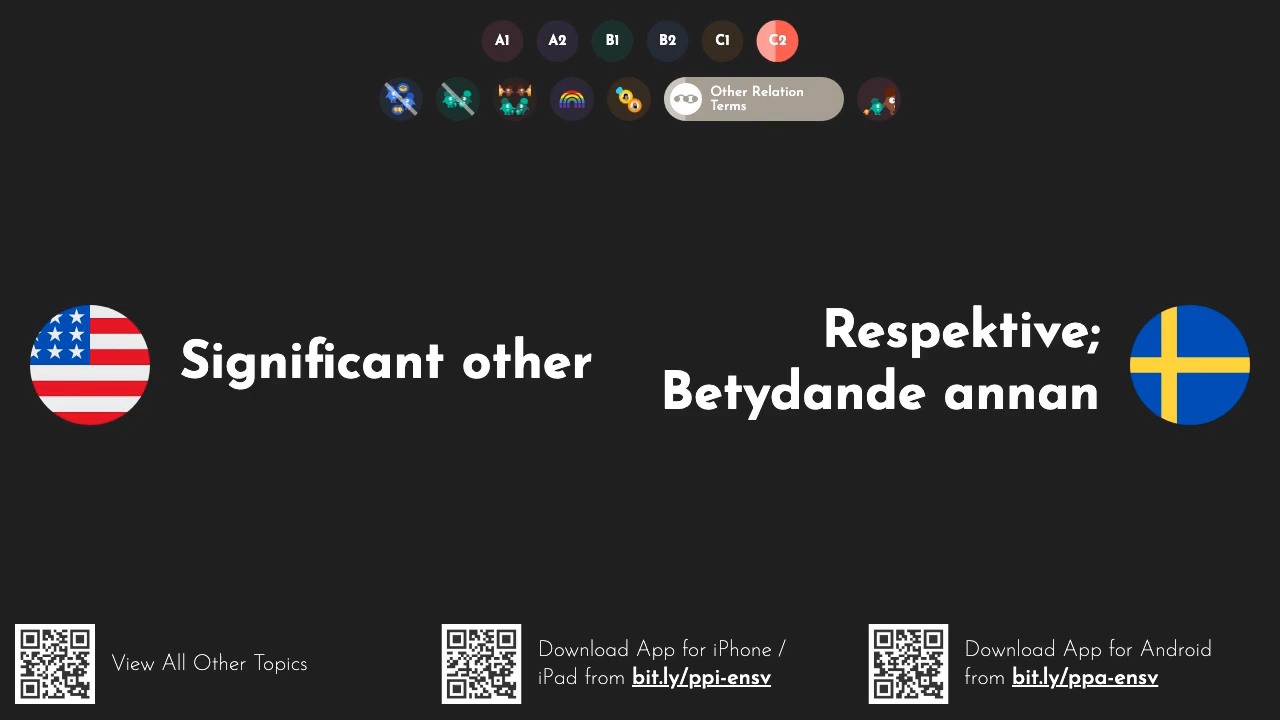 A1 A2 B1 B2 C1 C2
Other Relation
Terms
Significant other
Respektive;
Betydande annan
View All Other Topics
Download App for iPhone /
iPad from bit.ly/ppi-ensv
Download App for Android
from bit.ly/ppa-ensv